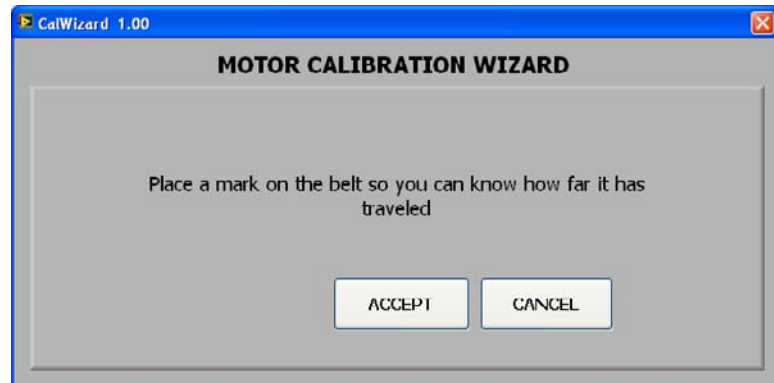 CalWizard 1.00
MOTOR CALIBRATION WIZARD
Place a mark on the belt so you can know how far it has
traveled
ACCEPT CANCEL